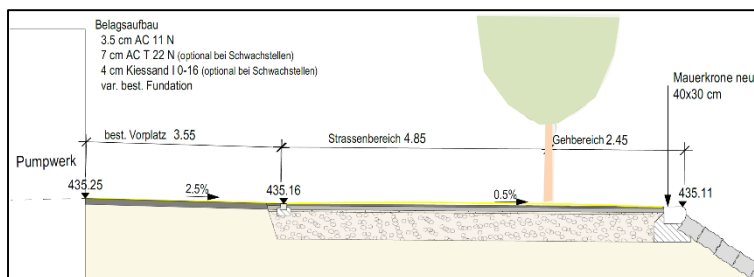 Belagsaufbau
3.5 cm AC 11 N
7 cm AC T 22 N (optional bei Schwachstellen)
4 cm Kiessand I 0-16 (optional bei Schwachstellen)
var. best. Fundation
Mauerkrone neu
40x30 cm
best. Vorplatz 3.55
Strassenbereich 4.85
Gehbereich 2.45
Pumpwerk
435.25
2.5%
435.16
0.5%
435.11